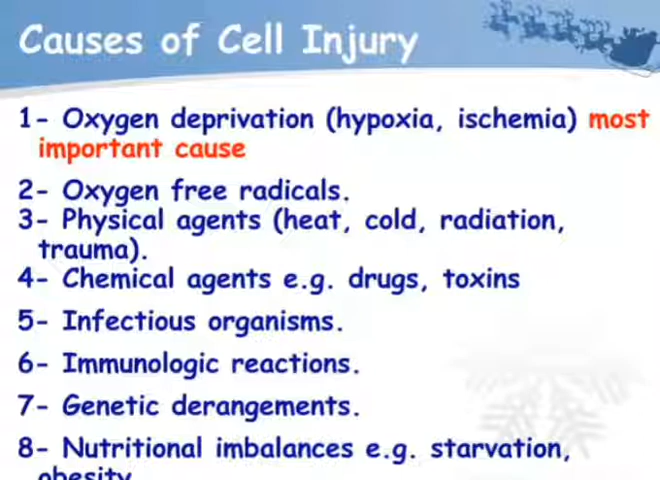 Causes of Cell Injury
1- Oxygen deprivation (hypoxia, ischemia) most
important cause
2- Oxygen free radicals.
3- Physical agents (heat, cold, radiation,
trauma).
4- Chemical agents e.g. drugs, toxins
5- Infectious organisms.
6- Immunologic reactions.
7- Genetic derangements.
8- Nutritional imbalances e.g. starvation,
obesity